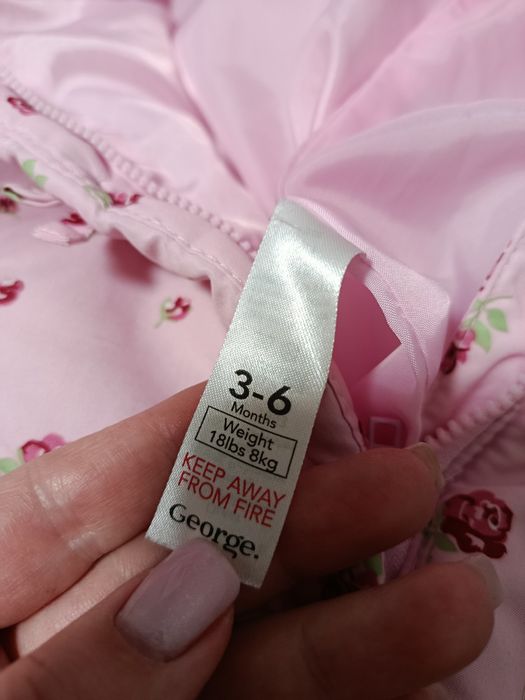 3-6
Months
Weight
18lbs 8kg
KEEP AWAY
FROM FIRE
George.